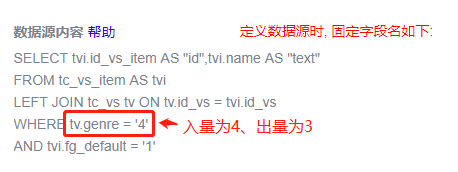 数据源内容 帮助 定义数据源时, 固定字段名如下:
SELECT tvi.id_vs_item AS "id",tvi.name AS "text"
FROM tc_vs_item AS tvi
LEFT JOIN tc_vs tv ON tv.id_vs = tvi.id_vs
WHERE tv.genre = '4' 入量为4、出量为3
AND tvi.fg_default = '1'